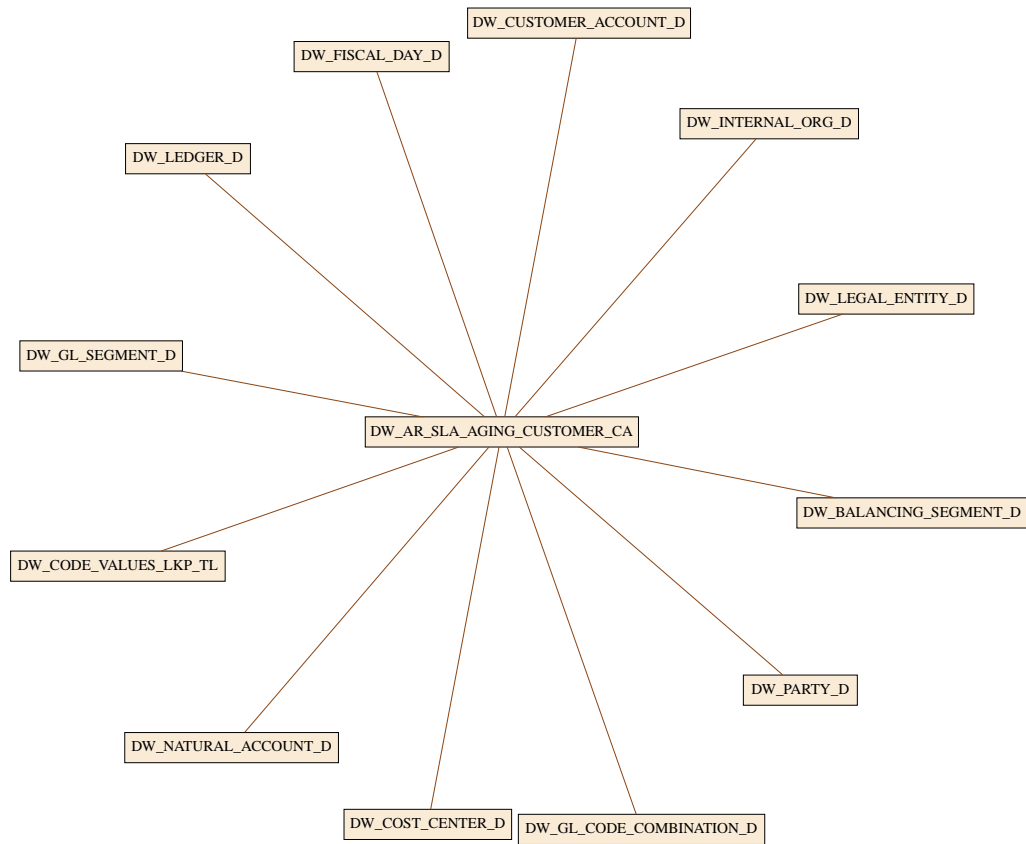 DW_CUSTOMER_ACCOUNT_D
DW_FISCAL_DAY_D
DW_INTERNAL_ORG_D
DW_LEDGER_D
DW_LEGAL_ENTITY_D
DW_GL_SEGMENT_D
DW_AR_SLA_AGING_CUSTOMER_CA
DW_BALANCING_SEGMENT_D
DW_CODE_VALUES_LKP_TL
DW_PARTY_D
DW_NATURAL_ACCOUNT_D
DW_COST_CENTER_D
DW_GL_CODE_COMBINATION_D